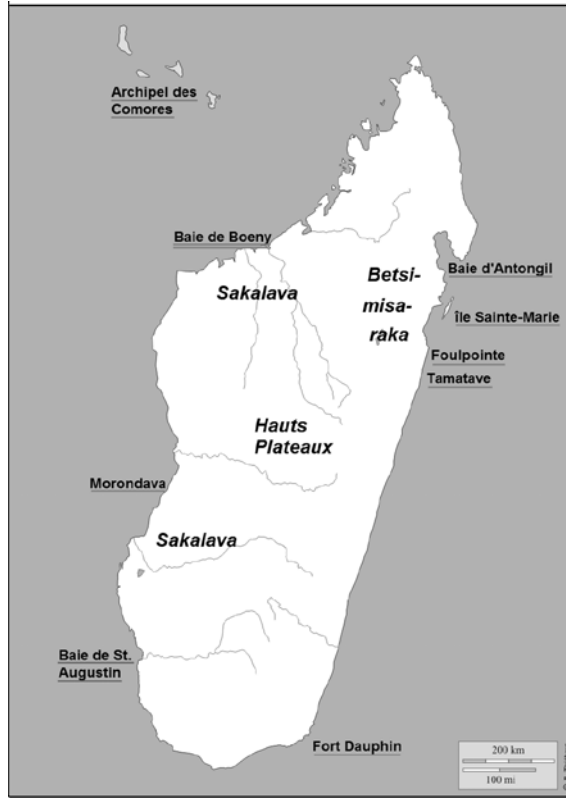 Archipel des
Comores
Baie de Boeny
Sakalava
Betsi-
misa-
raka
Baie d'Antongil
île Sainte-Marie
Foulpointe
Tamatave
Hauts
Plateaux
Morondava
Sakalava
Baie de St.
Augustin
Fort Dauphin
200 km
100 mi